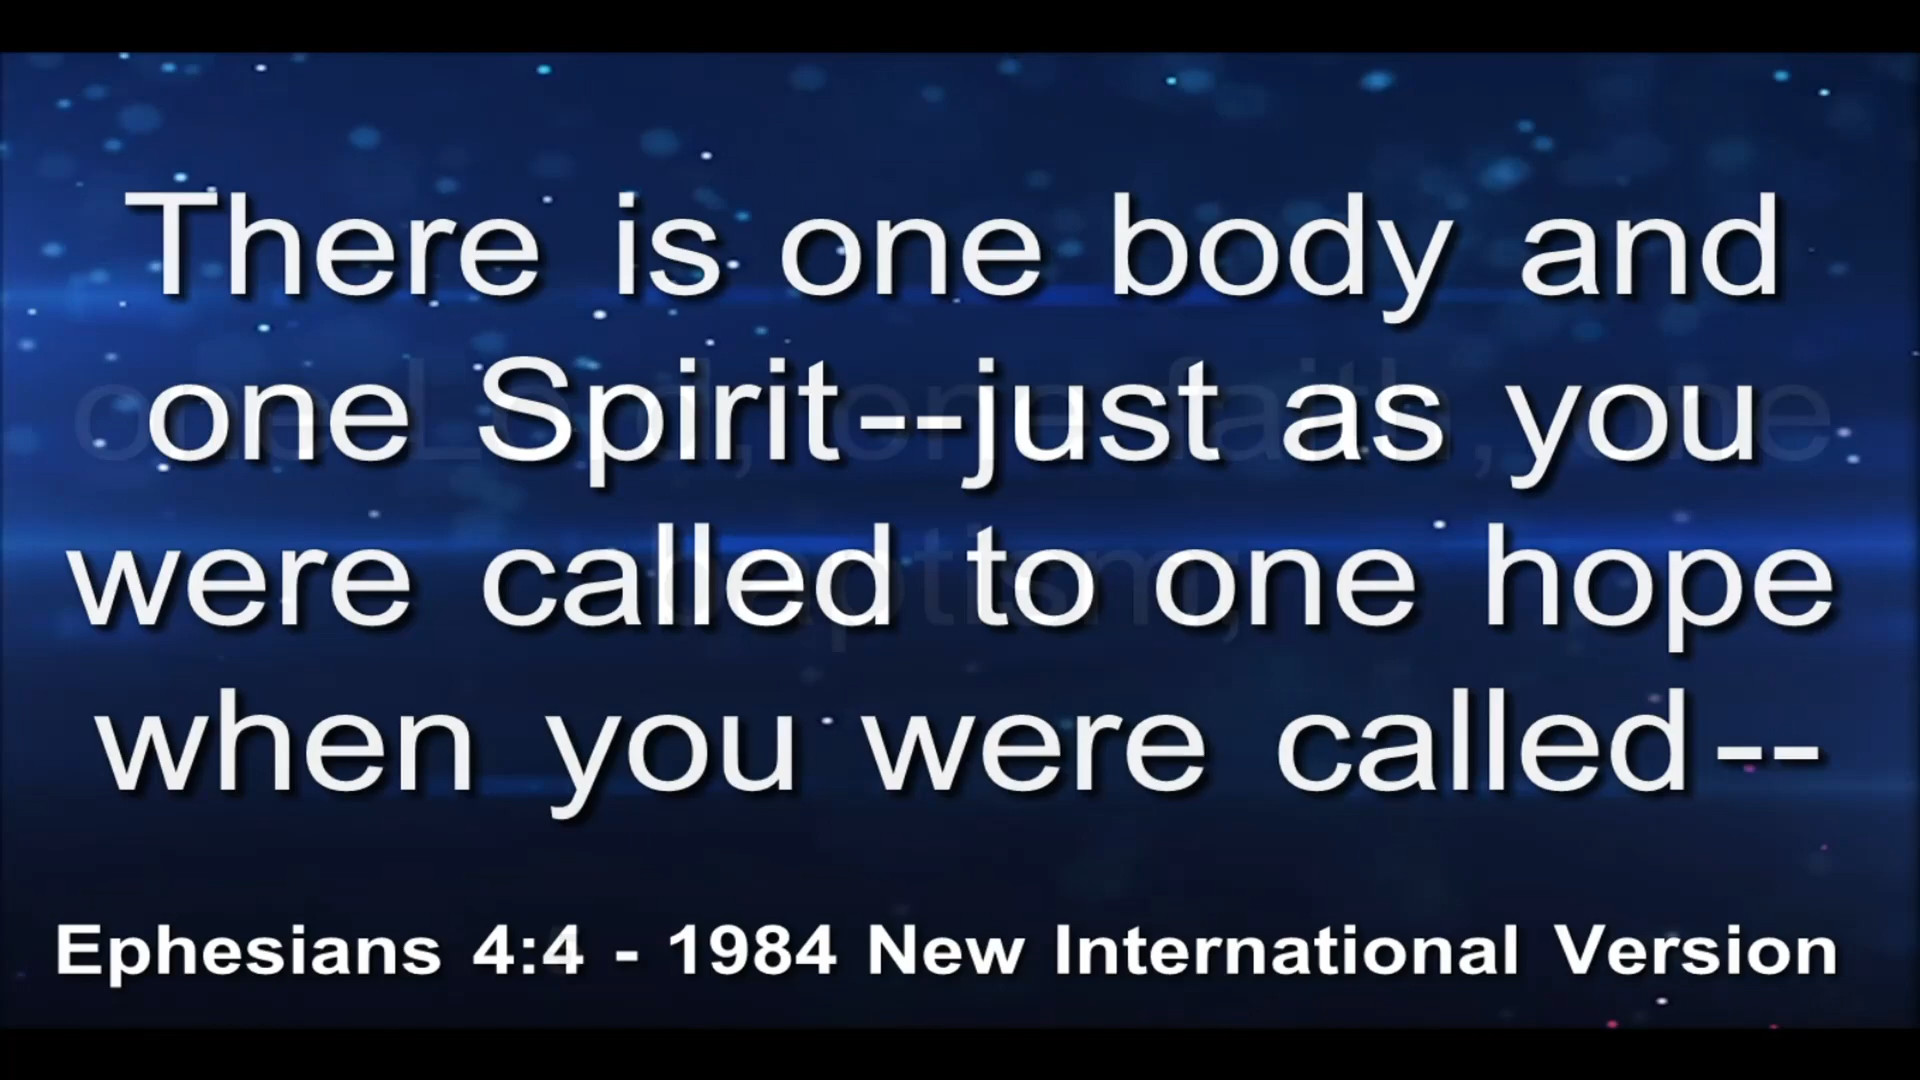 There is one body and
one Spirit--just as you
were called to one hope
when you were called--
Ephesians 4:4 - 1984 New International Version